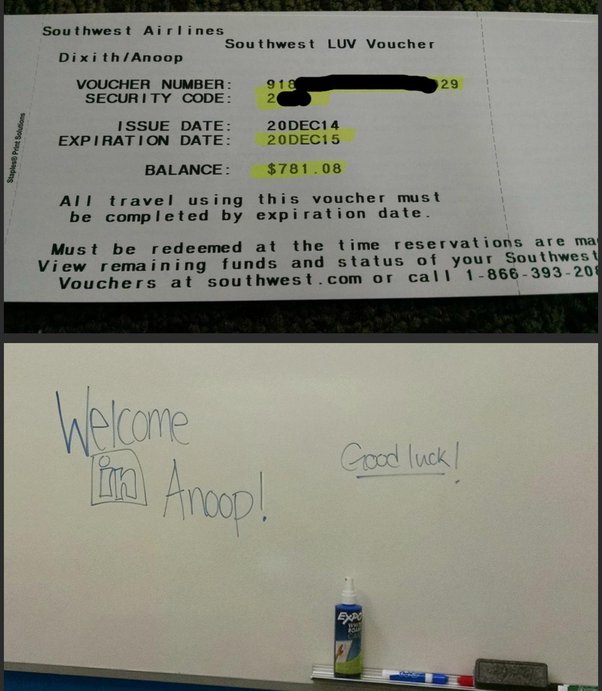 Southwest Airlines
Southwest LUV Voucher
Dixith/Anoop
VOUCHER NUMBER: 918 29
SECURITY CODE: 2
ISSUE DATE: 20DEC14
EXPIRATION DATE: 20DEC15
BALANCE: $781.08
All travel using this voucher must
be completed by expiration date.
Must be redeemed at the time reservations are ma
View remaining funds and status of your Southwest
Vouchers at southwest.com or call 1-866-393-20
Staples® Print Solutions
Welcome
in Anoop!
Good luck!
EXPO